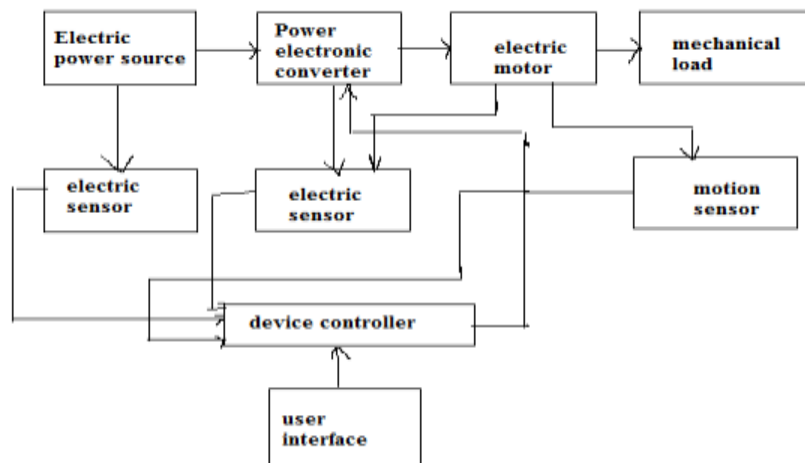 Electric
power source
Power
electronic
converter
electric
motor
mechanical
load
electric
sensor
electric
sensor
motion
sensor
device controller
user
interface